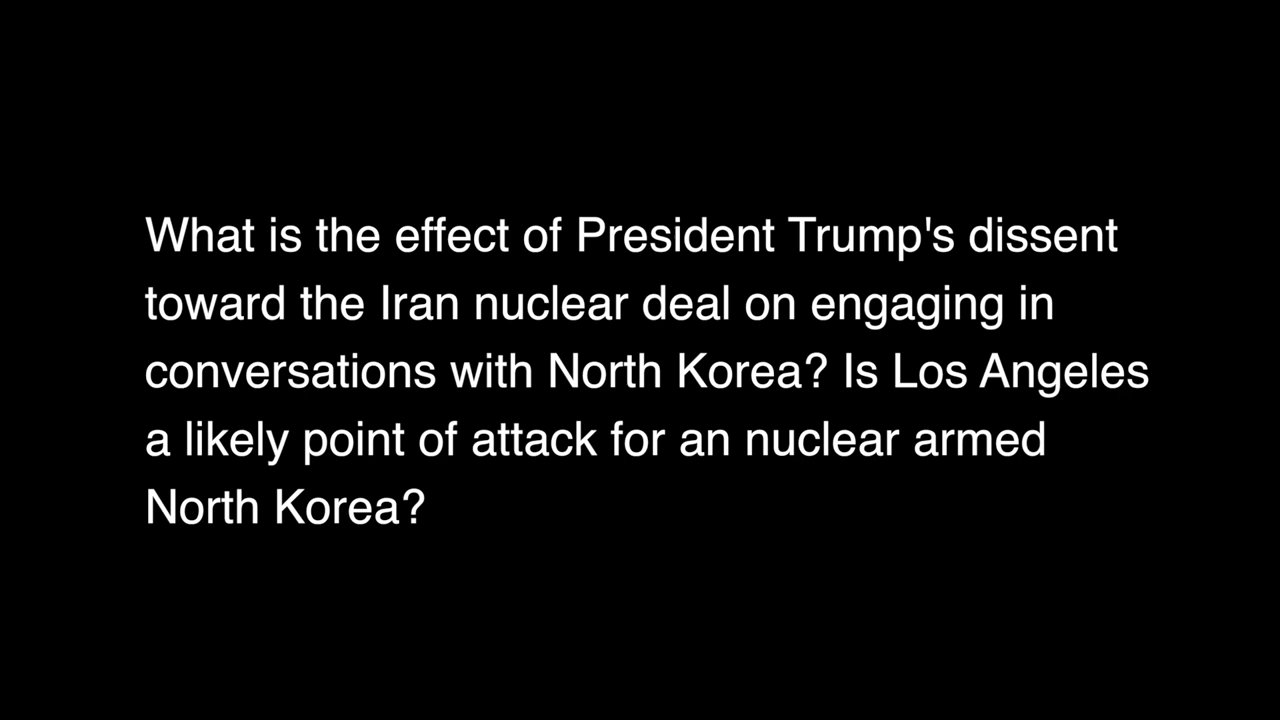 What is the effect of President Trump's dissent
toward the Iran nuclear deal on engaging in
conversations with North Korea? Is Los Angeles
a likely point of attack for an nuclear armed
North Korea?